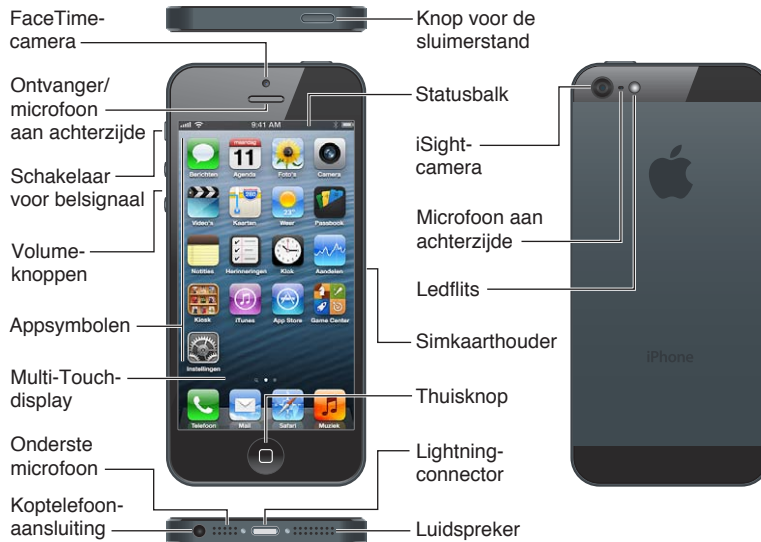 FaceTime-
camera
Ontvanger/
microfoon
aan achterzijde
Schakelaar
voor belsignaal
Volume-
knoppen
Appsymbolen
Multi-Touch-
display
Onderste
microfoon
Koptelefoon-
aansluiting
9:41 AM
maandag
11
Berichten Agenda Foto's Camera
280
23°
Video's Kaarten Weer Passbook
Notities Herinneringen Klok Aandelen
Kiosk iTunes App Store Game Center
Instellingen
Telefoon Mail Safari Muziek
Knop voor de
sluimerstand
Statusbalk
iSight-
camera
Microfoon aan
achterzijde
Ledflits
Simkaarthouder
Thuisknop
Lightning-
connector
Luidspreker
iPhone